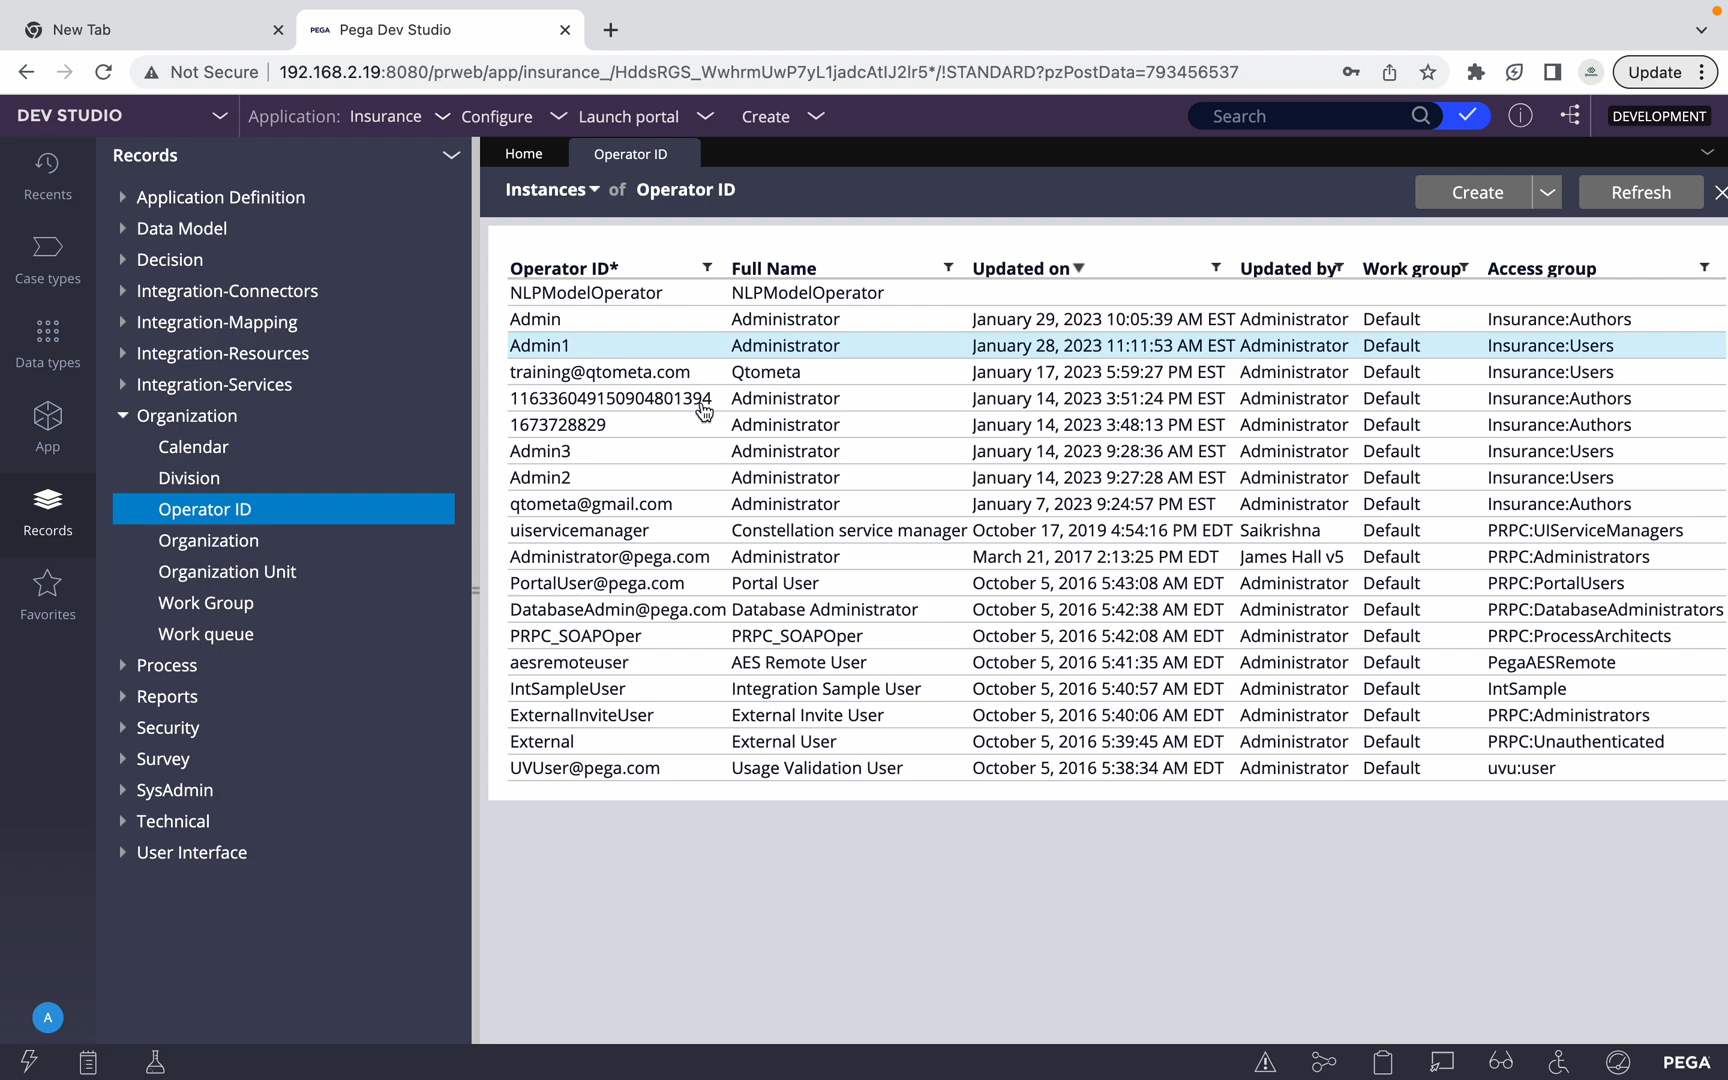 New Tab
PEGA Pega Dev Studio
Not Secure 192.168.2.19:8080/prweb/app/insurance_/HddsRGS_WwhrmUwP7yL1jadcAtIJ2Ir5*/!STANDARD?pzPostData=793456537 Update
DEV STUDIO Application: Insurance Configure Launch portal Create Search DEVELOPMENT
Recents
Case types
Data types
App
Records
Favorites
A
Records
Application Definition
Data Model
Decision
Integration-Connectors
Integration-Mapping
Integration-Resources
Integration-Services
Organization
Calendar
Division
Operator ID
Organization
Organization Unit
Work Group
Work queue
Process
Reports
Security
Survey
SysAdmin
Technical
User Interface
Home Operator ID
Instances of Operator ID Create Refresh
Operator ID* Full Name Updated on Updated by Work group Access group
NLPModelOperator NLPModelOperator
Admin Administrator January 29, 2023 10:05:39 AM EST Administrator Default Insurance:Authors
Admin1 Administrator January 28, 2023 11:11:53 AM EST Administrator Default Insurance:Users
training@qtometa.com Qtometa January 17, 2023 5:59:27 PM EST Administrator Default Insurance:Users
116336049150904801394 Administrator January 14, 2023 3:51:24 PM EST Administrator Default Insurance:Authors
1673728829 Administrator January 14, 2023 3:48:13 PM EST Administrator Default Insurance:Authors
Admin3 Administrator January 14, 2023 9:28:36 AM EST Administrator Default Insurance:Users
Admin2 Administrator January 14, 2023 9:27:28 AM EST Administrator Default Insurance:Users
qtometa@gmail.com Administrator January 7, 2023 9:24:57 PM EST Administrator Default Insurance:Authors
uiservicemanager Constellation service manager October 17, 2019 4:54:16 PM EDT Saikrishna Default PRPC:UIServiceManagers
Administrator@pega.com Administrator March 21, 2017 2:13:25 PM EDT James Hall v5 Default PRPC:Administrators
PortalUser@pega.com Portal User October 5, 2016 5:43:08 AM EDT Administrator Default PRPC:PortalUsers
DatabaseAdmin@pega.com Database Administrator October 5, 2016 5:42:38 AM EDT Administrator Default PRPC:DatabaseAdministrators
PRPC_SOAPOper PRPC_SOAPOper October 5, 2016 5:42:08 AM EDT Administrator Default PRPC:ProcessArchitects
aesremoteuser AES Remote User October 5, 2016 5:41:35 AM EDT Administrator Default PegaAESRemote
IntSampleUser Integration Sample User October 5, 2016 5:40:57 AM EDT Administrator Default IntSample
ExternalInviteUser External Invite User October 5, 2016 5:40:06 AM EDT Administrator Default PRPC:Administrators
External External User October 5, 2016 5:39:45 AM EDT Administrator Default PRPC:Unauthenticated
UVUser@pega.com Usage Validation User October 5, 2016 5:38:34 AM EDT Administrator Default uvu:user
PEGA